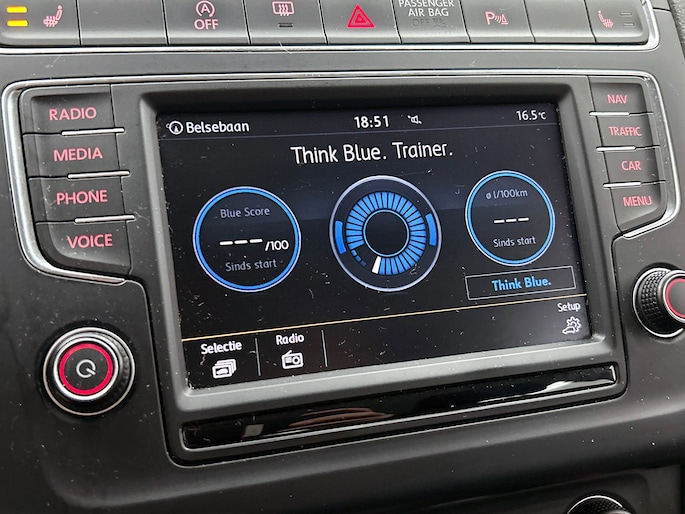 OFF
PASSENGER
AIR BAG
P
RADIO
MEDIA
PHONE
VOICE
NAV
TRAFFIC
CAR
MENU
Belsebaan
18:51
16.5°C
Think Blue. Trainer.
Blue Score
---/100
Sinds start
ø l/100km
---
Sinds start
Think Blue.
Setup
Selectie
Radio